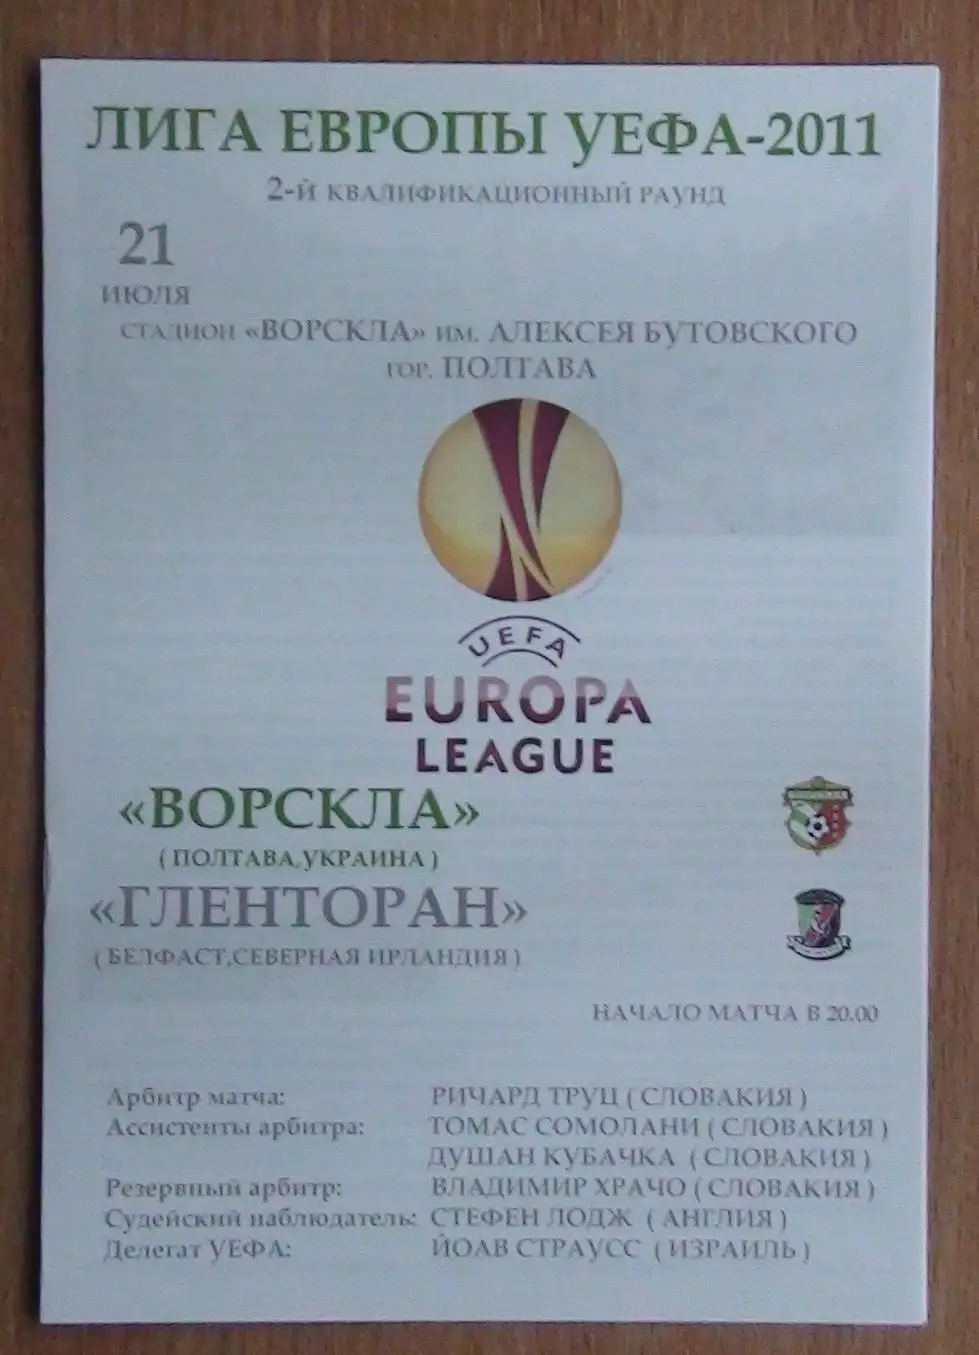 ЛИГА ЕВРОПЫ УЕФА-2011
2-Й КВАЛИФИКАЦИОННЫЙ РАУНД
21
ИЮЛЯ
СТАДИОН «ВОРСКЛА» ИМ. АЛЕКСЕЯ БУТОВСКОГО
ГОР. ПОЛТАВА
UEFA
EUROPA
LEAGUE
«ВОРСКЛА»
( ПОЛТАВА,УКРАИНА )
«ГЛЕНТОРАН»
( БЕЛФАСТ,СЕВЕРНАЯ ИРЛАНДИЯ )
НАЧАЛО МАТЧА В 20.00
Арбитр матча: РИЧАРД ТРУЦ ( СЛОВАКИЯ )
Ассистенты арбитра: ТОМАС СОМОЛАНИ ( СЛОВАКИЯ )
ДУШАН КУБАЧКА ( СЛОВАКИЯ )
Резервный арбитр: ВЛАДИМИР ХРАЧО ( СЛОВАКИЯ )
Судейский наблюдатель: СТЕФЕН ЛОДЖ ( АНГЛИЯ )
Делегат УЕФА: ЙОАВ СТРАУСС ( ИЗРАИЛЬ )